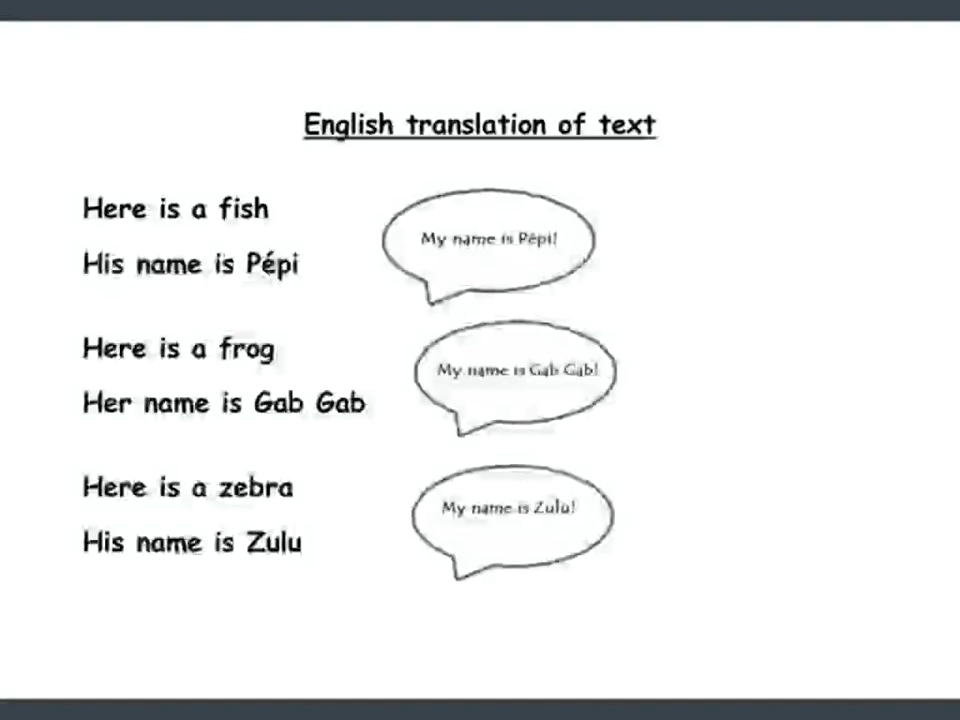 English translation of text
Here is a fish
His name is Pépi
My name is Pépi!
Here is a frog
Her name is Gab Gab
My name is Gab Gab!
Here is a zebra
His name is Zulu
My name is Zulu!